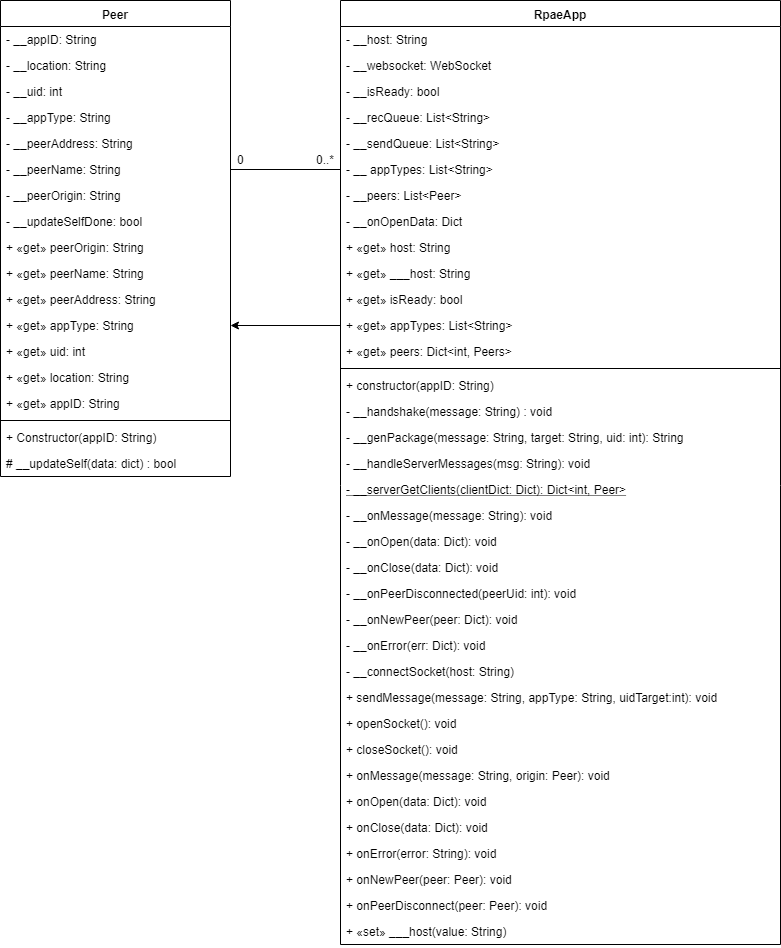 Peer
- __appID: String
- __location: String
- __uid: int
- __appType: String
- __peerAddress: String
- __peerName: String
- __peerOrigin: String
- __updateSelfDone: bool
+ «get» peerOrigin: String
+ «get» peerName: String
+ «get» peerAddress: String
+ «get» appType: String
+ «get» uid: int
+ «get» location: String
+ «get» appID: String
+ Constructor(appID: String)
# __updateSelf(data: dict) : bool
0
0..*
RpaeApp
- __host: String
- __websocket: WebSocket
- __isReady: bool
- __recQueue: List<String>
- __sendQueue: List<String>
- __ appTypes: List<String>
- __peers: List<Peer>
- __onOpenData: Dict
+ «get» host: String
+ «get» ___host: String
+ «get» isReady: bool
+ «get» appTypes: List<String>
+ «get» peers: Dict<int, Peers>
+ constructor(appID: String)
- __handshake(message: String) : void
- __genPackage(message: String, target: String, uid: int): String
- __handleServerMessages(msg: String): void
- __serverGetClients(clientDict: Dict): Dict<int, Peer>
- __onMessage(message: String): void
- __onOpen(data: Dict): void
- __onClose(data: Dict): void
- __onPeerDisconnected(peerUid: int): void
- __onNewPeer(peer: Dict): void
- __onError(err: Dict): void
- __connectSocket(host: String)
+ sendMessage(message: String, appType: String, uidTarget:int): void
+ openSocket(): void
+ closeSocket(): void
+ onMessage(message: String, origin: Peer): void
+ onOpen(data: Dict): void
+ onClose(data: Dict): void
+ onError(error: String): void
+ onNewPeer(peer: Peer): void
+ onPeerDisconnect(peer: Peer): void
+ «set» ___host(value: String)